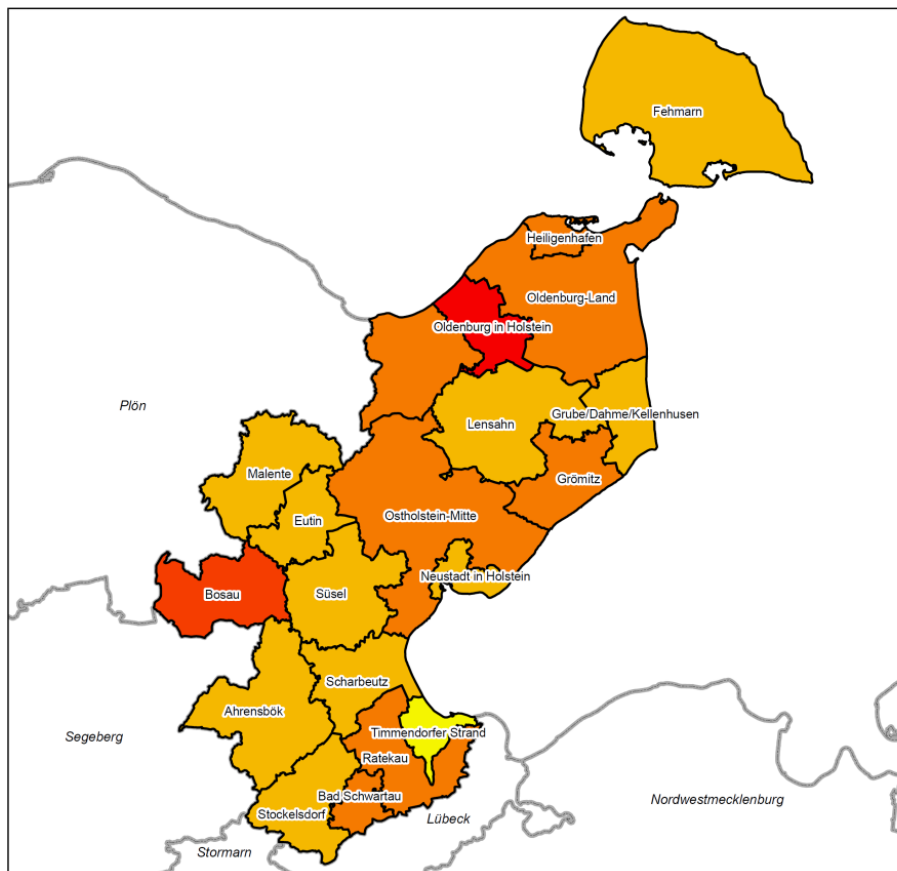 Fehmarn
Heiligenhafen
Oldenburg-Land
Oldenburg in Holstein
Plön
Grube/Dahme/Kellenhusen
Lensahn
Malente
Grömitz
Ostholstein-Mitte
Eutin
Neustadt in Holstein
Bosau
Süsel
Scharbeutz
Ahrensbök
Timmendorfer Strand
Segeberg
Ratekau
Bad Schwartau
Nordwestmecklenburg
Stockelsdorf
Lübeck
Stormarn